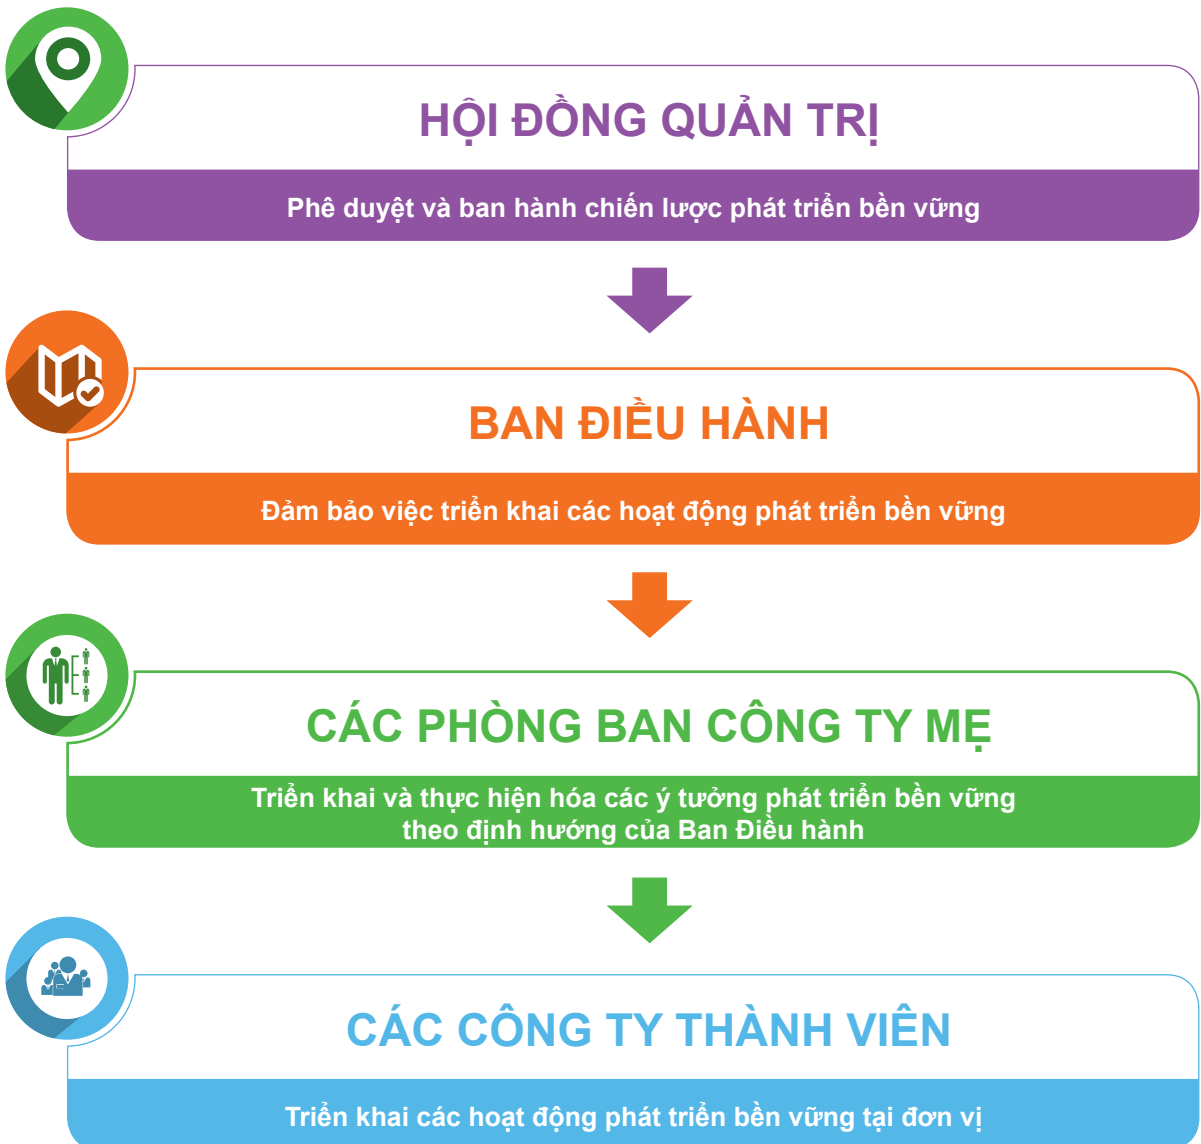 HỘI ĐỒNG QUẢN TRỊ
Phê duyệt và ban hành chiến lược phát triển bền vững
BAN ĐIỀU HÀNH
Đảm bảo việc triển khai các hoạt động phát triển bền vững
CÁC PHÒNG BAN CÔNG TY MẸ
Triển khai và thực hiện hóa các ý tưởng phát triển bền vững
theo định hướng của Ban Điều hành
CÁC CÔNG TY THÀNH VIÊN
Triển khai các hoạt động phát triển bền vững tại đơn vị